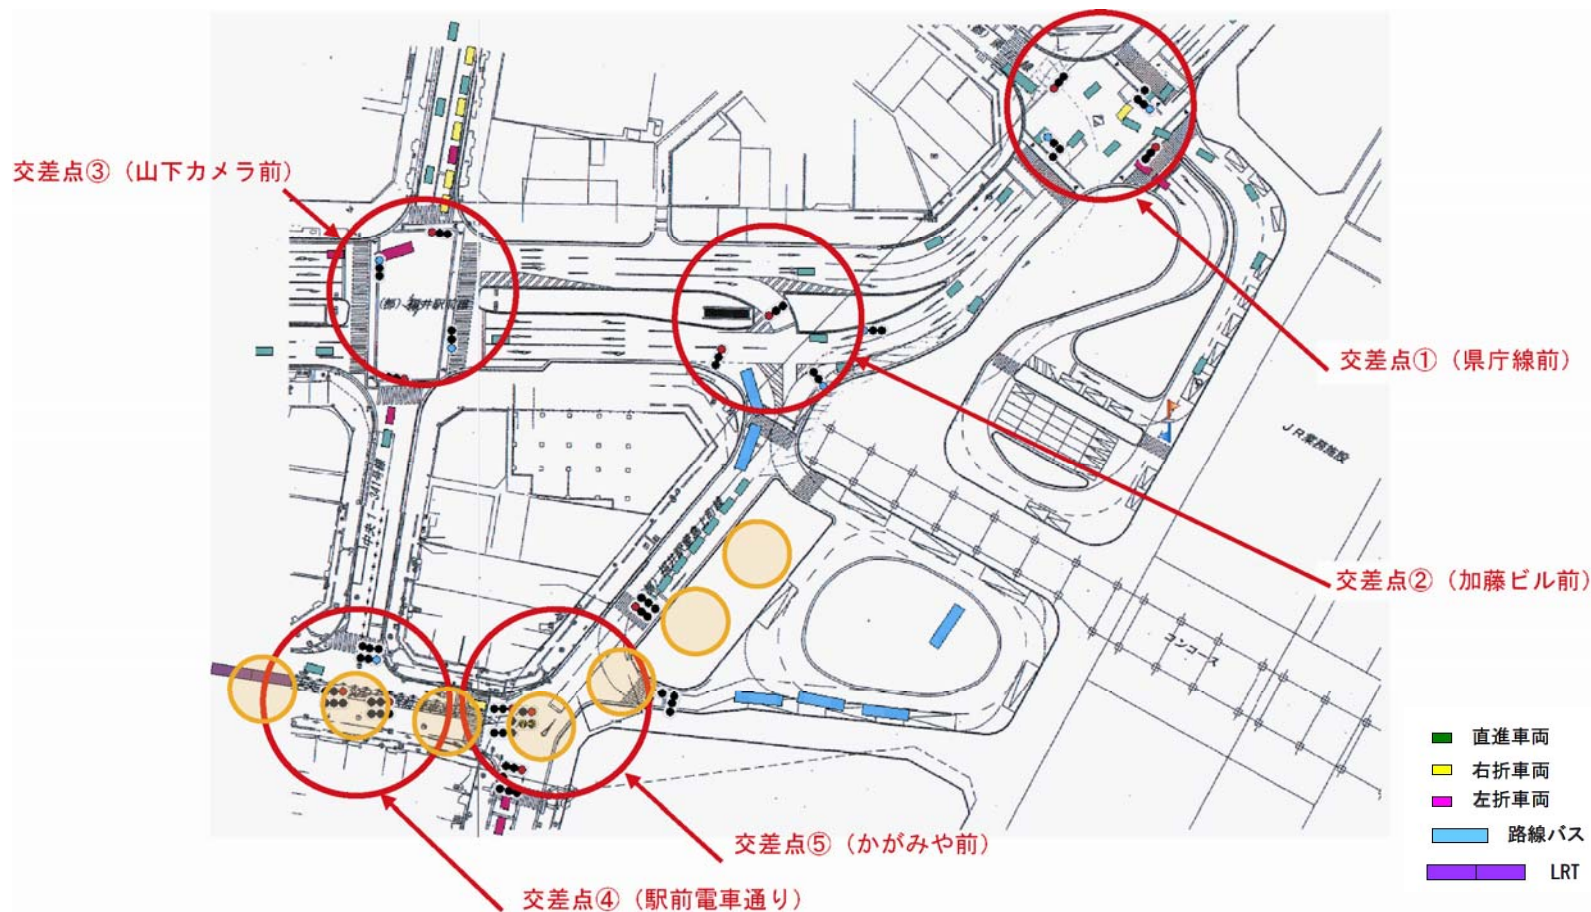 交差点③（山下カメラ前）
交差点①（県庁線前）
ＪＲ業務施設
交差点②（加藤ビル前）
コンコース
直進車両
右折車両
左折車両
路線バス
LRT
交差点⑤（かがみや前）
交差点④（駅前電車通り）